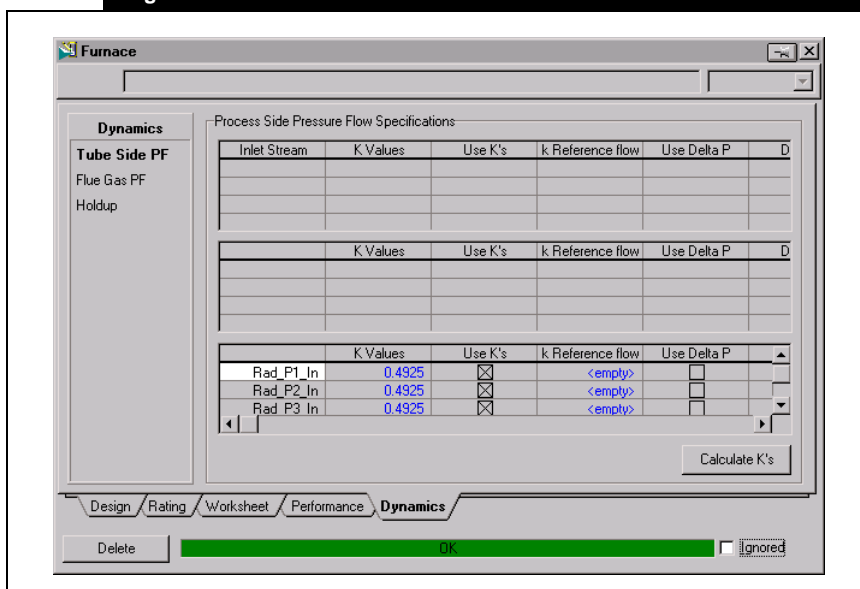 Furnace
Dynamics
Tube Side PF
Flue Gas PF
Holdup
Process Side Pressure Flow Specifications
Inlet Stream K Values Use K's k Reference flow Use Delta P D
K Values Use K's k Reference flow Use Delta P D
K Values Use K's k Reference flow Use Delta P
Rad_P1_In 0.4925 <empty>
Rad_P2_In 0.4925 <empty>
Rad_P3_In 0.4925 <empty>
Calculate K's
Design Rating Worksheet Performance Dynamics
Delete OK Ignored